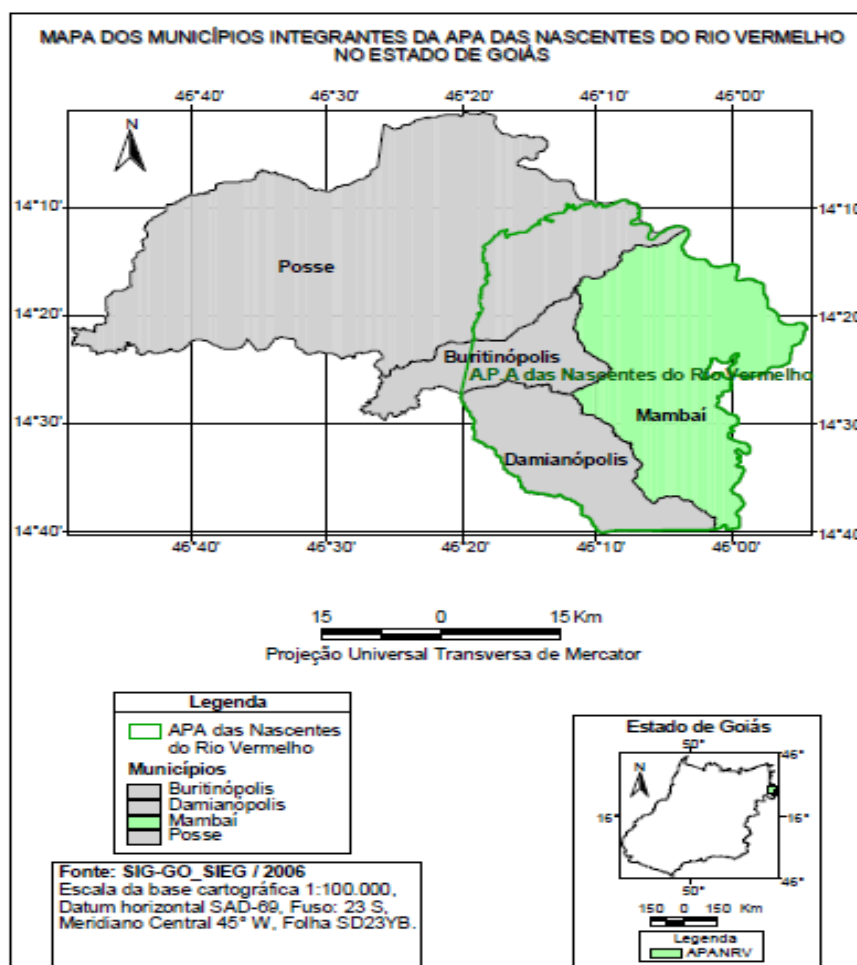 MAPA DOS MUNICÍPIOS INTEGRANTES DA APA DAS NASCENTES DO RIO VERMELHO
NO ESTADO DE GOIÁS
46°40' 46°30' 46°20' 46°10' 46°00'
N
14°10' 14°10'
Posse
14°20' 14°20'
Buritinópolis
A.P.A das Nascentes do Rio Vermelho
14°30' Mambaí 14°30'
Damianópolis
14°40' 14°40'
46°40' 46°30' 46°20' 46°10' 46°00'
15 0 15 Km
Projeção Universal Transversa de Mercator
Legenda
APA das Nascentes
do Rio Vermelho
Municípios
Buritinópolis
Damianópolis
Mambaí
Posse
Fonte: SIG-GO_SIEG / 2006
Escala da base cartográfica 1:100.000,
Datum horizontal SAD-69, Fuso: 23 S,
Meridiano Central 45° W, Folha SD23YB.
Estado de Goiás
50° 46°
N
16° 16°
50° 46°
150 0 150 Km
Legenda
APANRV